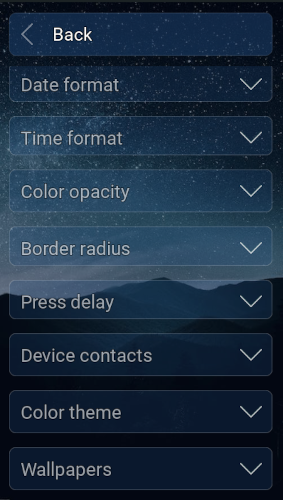 Back
Date format
Time format
Color opacity
Border radius
Press delay
Device contacts
Color theme
Wallpapers